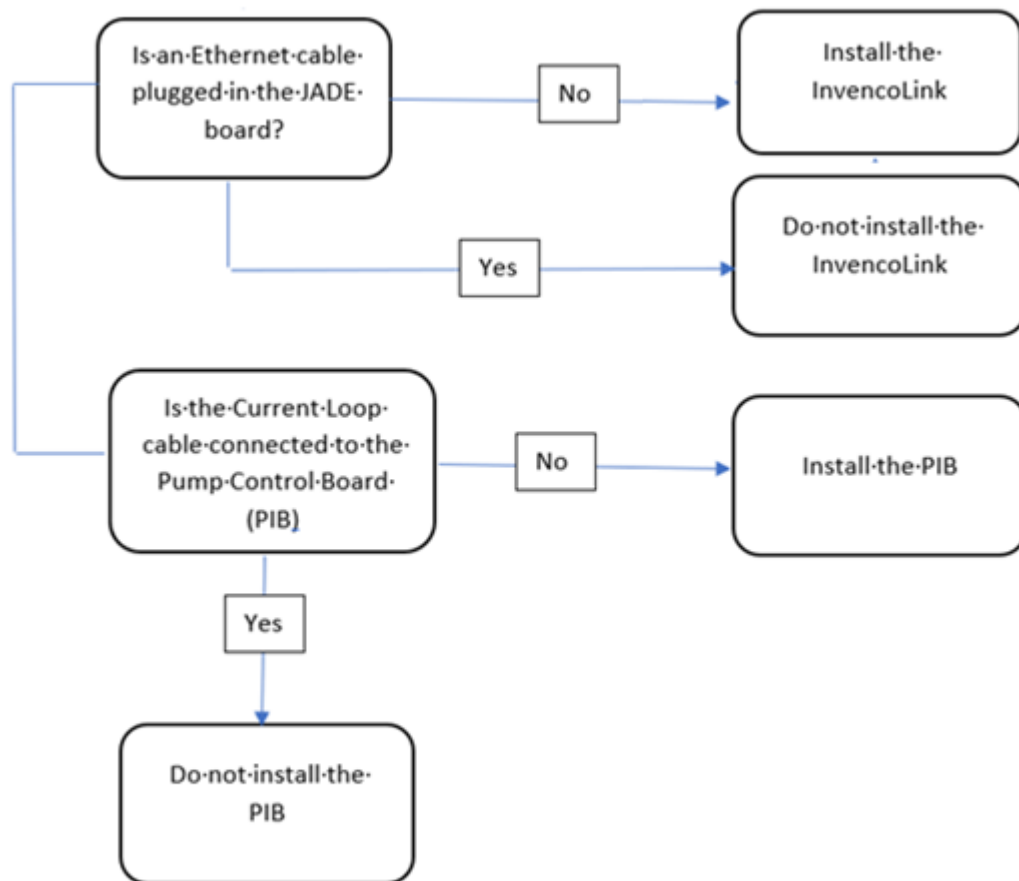 Is·an·Ethernet·cable·
plugged·in·the·JADE·
board?
No
Install·the·
InvencoLink
Yes
Do·not·install·the·
InvencoLink
Is·the·Current·Loop·
cable·connected·to·the·
Pump·Control·Board·
(PIB)
No
Install·the·PIB
Yes
Do·not·install·the·
PIB